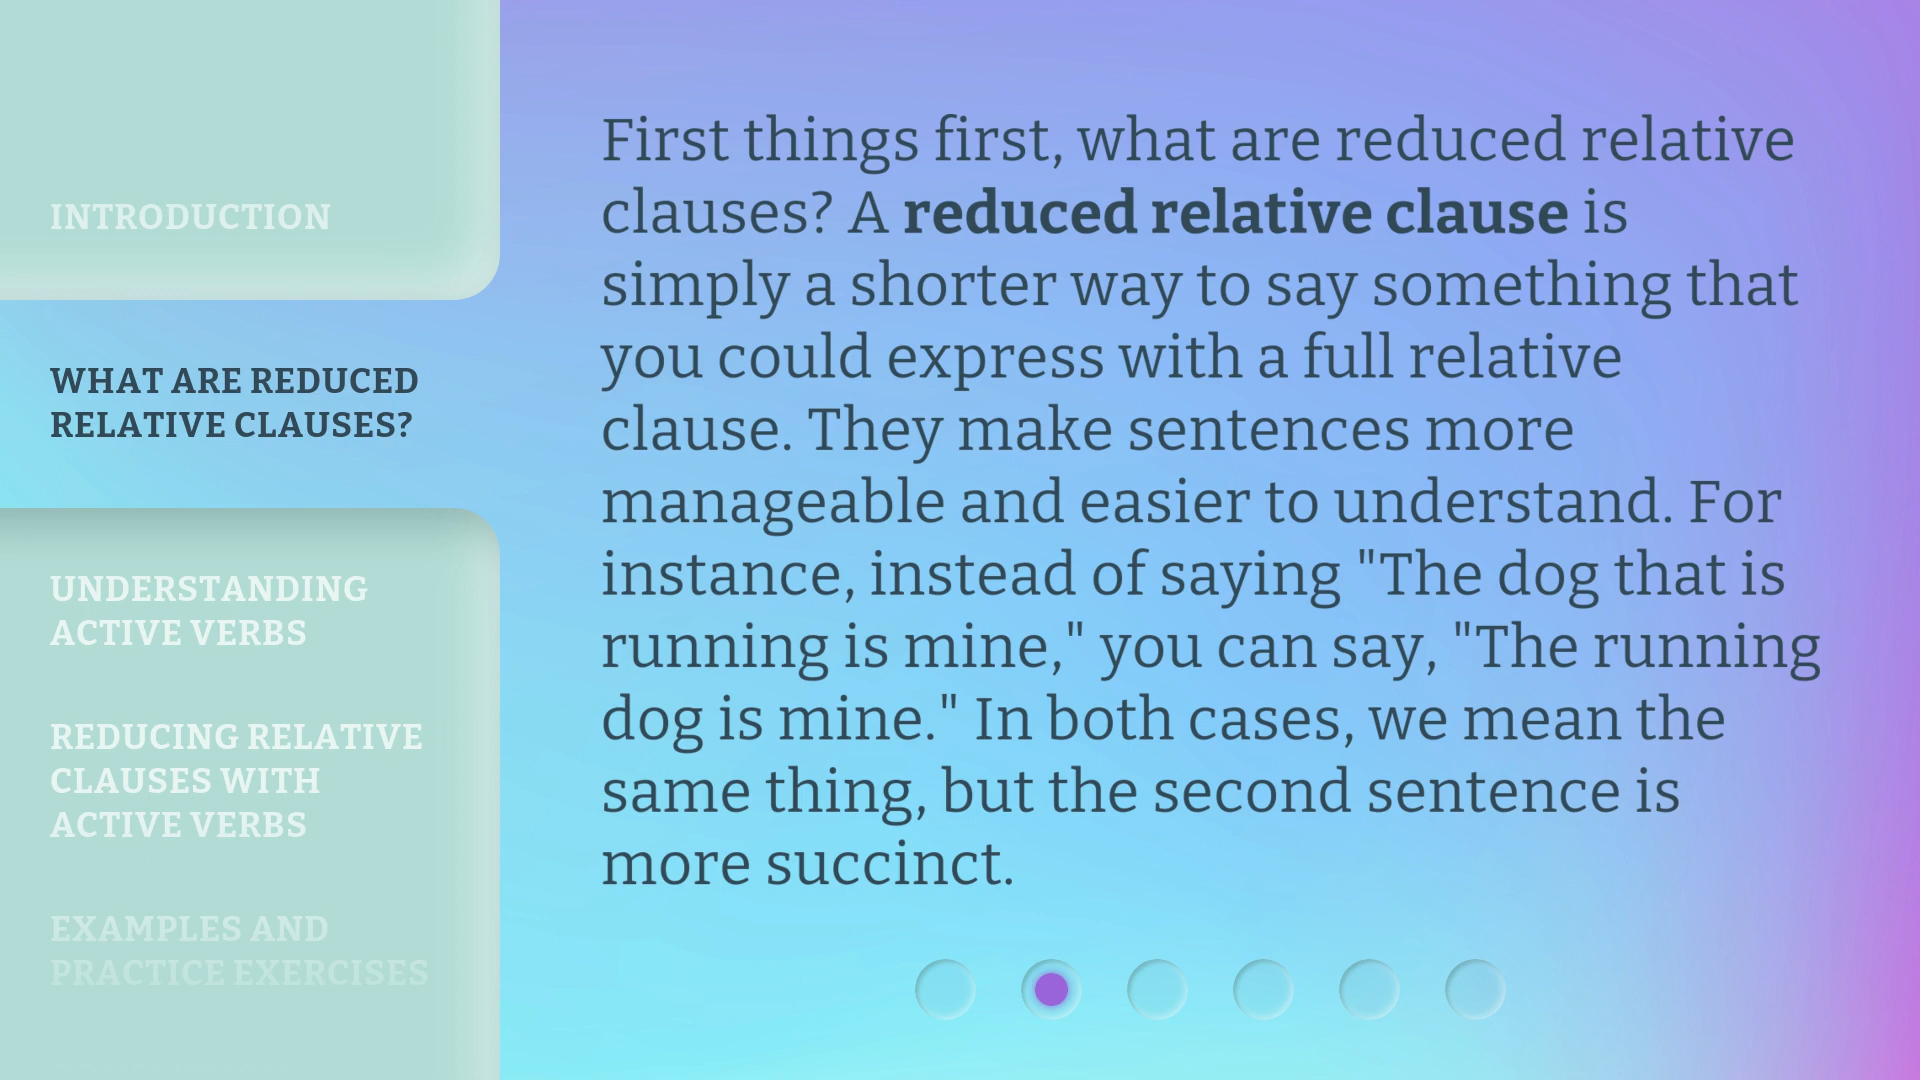 INTRODUCTION
WHAT ARE REDUCED
RELATIVE CLAUSES?
UNDERSTANDING
ACTIVE VERBS
REDUCING RELATIVE
CLAUSES WITH
ACTIVE VERBS
EXAMPLES AND
PRACTICE EXERCISES
First things first, what are reduced relative
clauses? A reduced relative clause is
simply a shorter way to say something that
you could express with a full relative
clause. They make sentences more
manageable and easier to understand. For
instance, instead of saying "The dog that is
running is mine," you can say, "The running
dog is mine." In both cases, we mean the
same thing, but the second sentence is
more succinct.